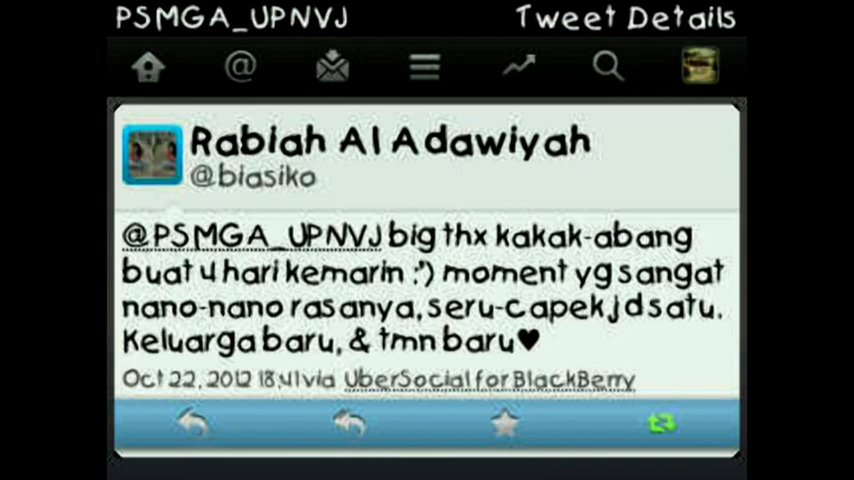 PSMGA_UPNVJ Tweet Details
Rabiah Al Adawiyah
@biasiko
@PSMGA_UPNVJ big thx kakak-abang
buat 4 hari kemarin :') moment yg sangat
nano-nano rasanya, seru-capek jd satu.
Keluarga baru, & tmn baru♥
Oct 22, 2012 18:41 via UberSocial for BlackBerry